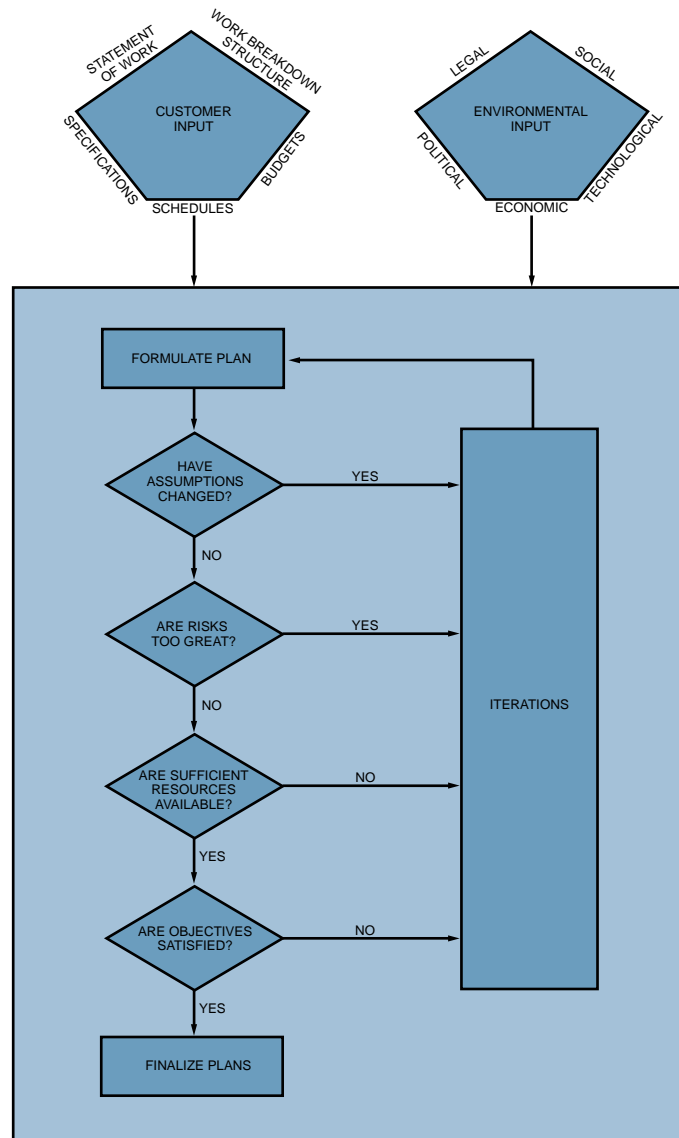 STATEMENT
OF WORK
WORK BREAKDOWN
STRUCTURE
CUSTOMER
INPUT
SPECIFICATIONS
BUDGETS
SCHEDULES
LEGAL
SOCIAL
ENVIRONMENTAL
INPUT
POLITICAL
TECHNOLOGICAL
ECONOMIC
FORMULATE PLAN
HAVE
ASSUMPTIONS
CHANGED?
YES
NO
ARE RISKS
TOO GREAT?
YES
NO
ITERATIONS
ARE SUFFICIENT
RESOURCES
AVAILABLE?
NO
YES
ARE OBJECTIVES
SATISFIED?
NO
YES
FINALIZE PLANS